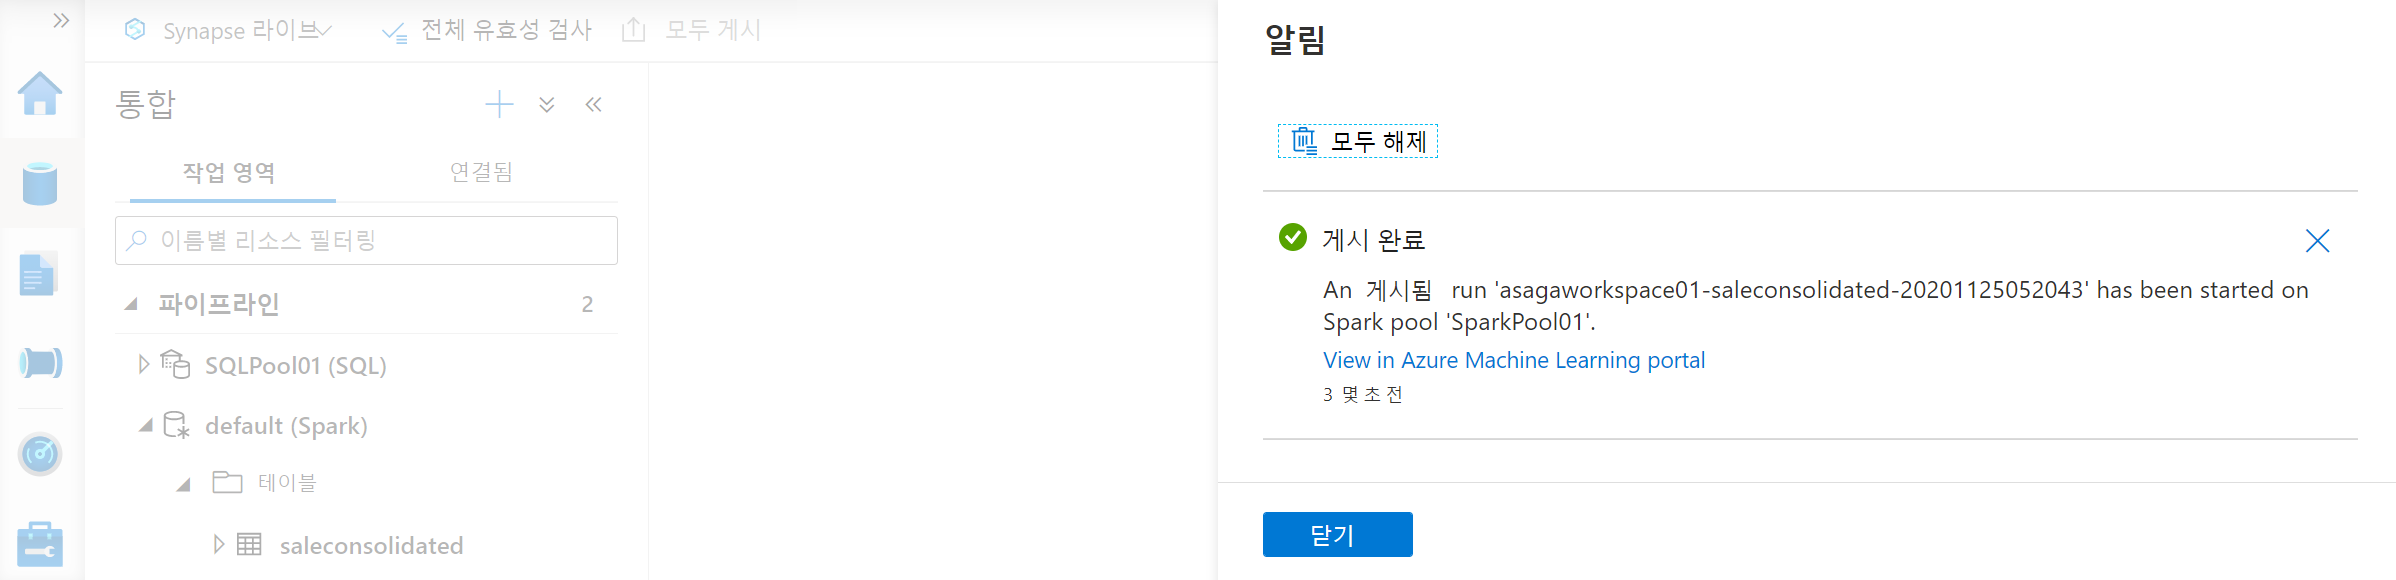 Synapse 라이브
전체 유효성 검사
모두 게시
통합
작업 영역
연결됨
이름별 리소스 필터링
파이프라인
2
SQLPool01 (SQL)
default (Spark)
테이블
saleconsolidated
알림
모두 해제
게시 완료
An 게시됨 run 'asagaworkspace01-saleconsolidated-20201125052043' has been started on
Spark pool 'SparkPool01'.
View in Azure Machine Learning portal
3 몇 초 전
닫기